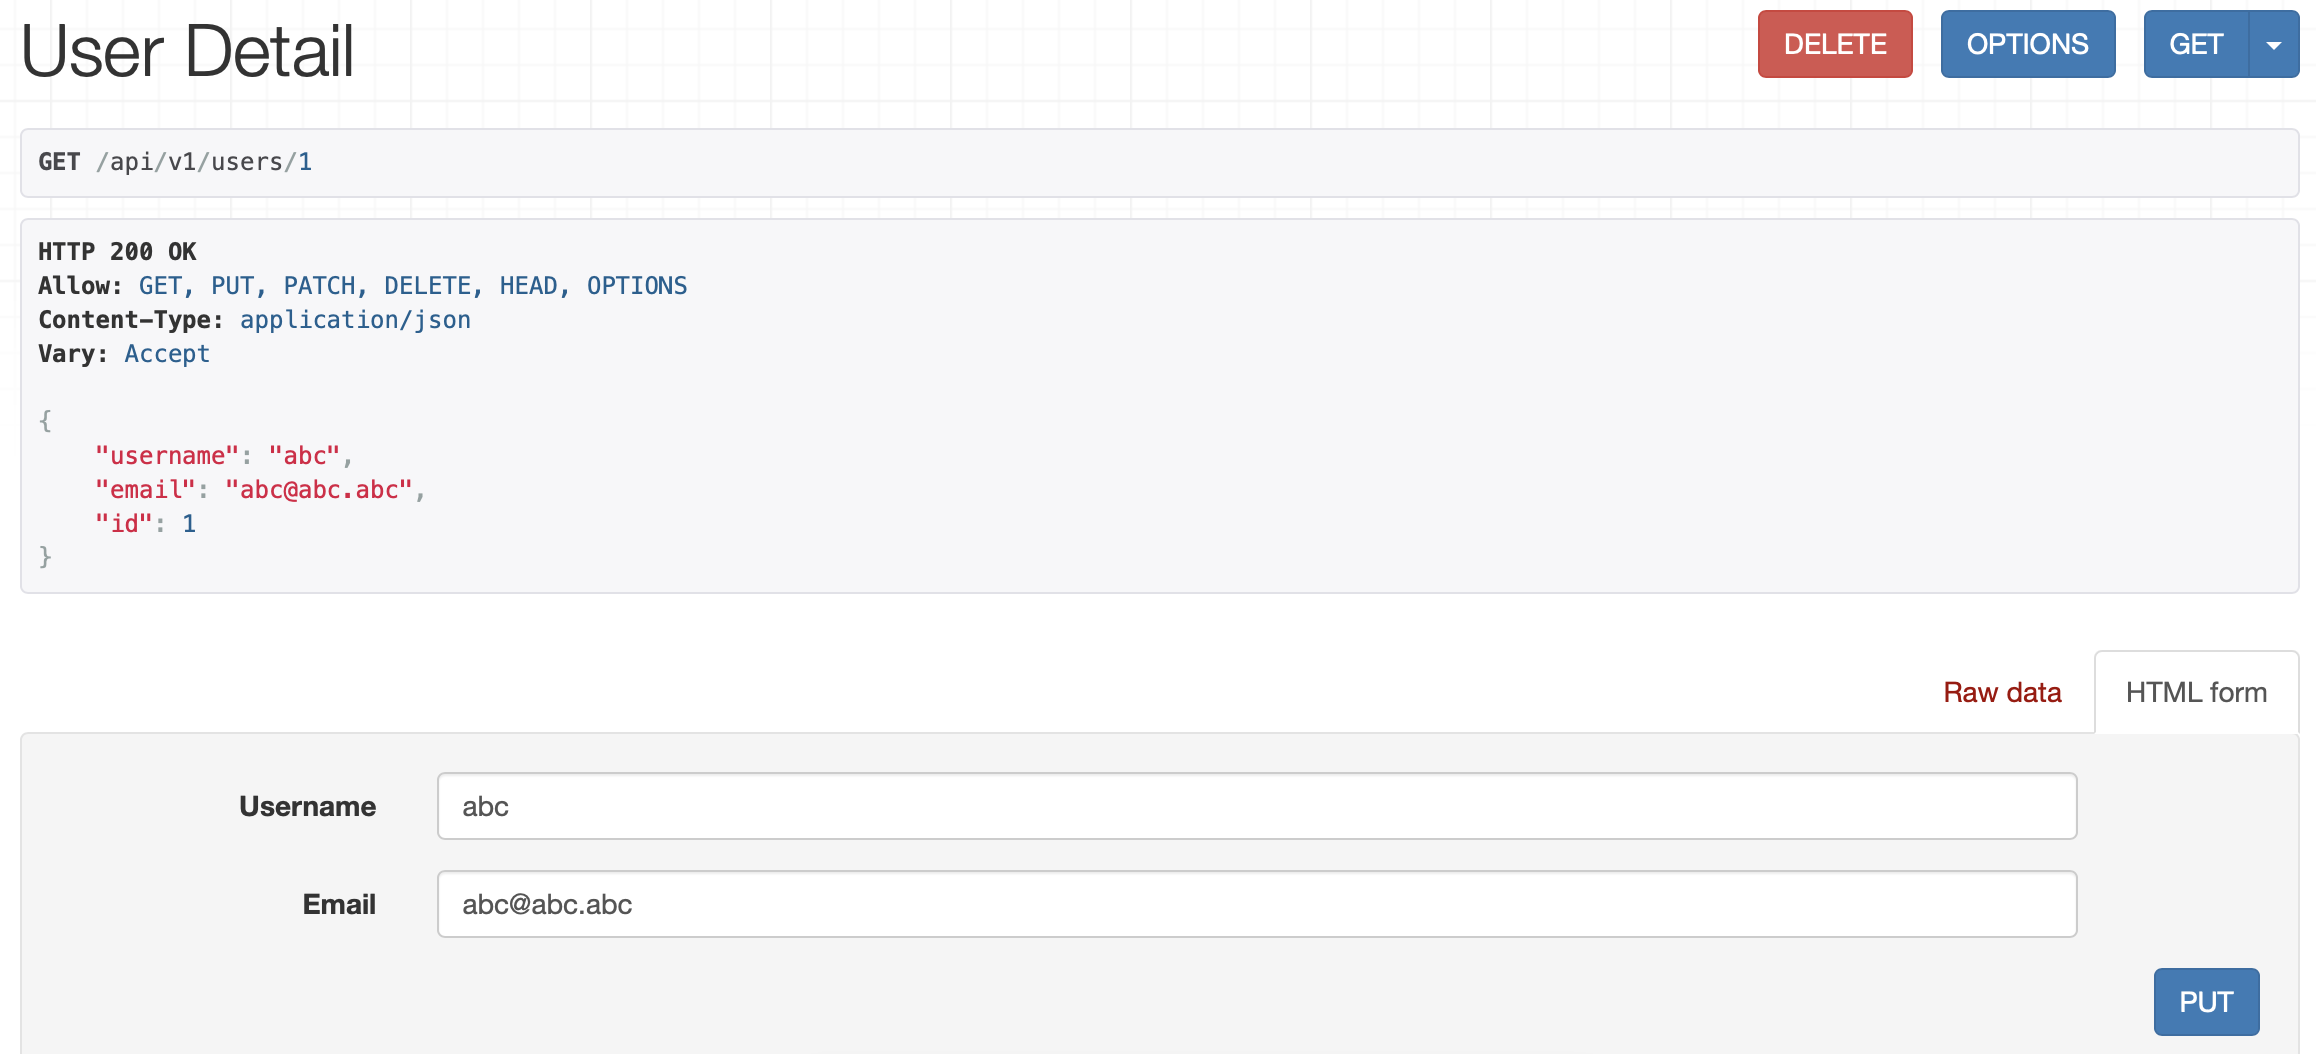 User Detail
DELETE
OPTIONS
GET
GET /api/v1/users/1
HTTP 200 OK
Allow: GET, PUT, PATCH, DELETE, HEAD, OPTIONS
Content-Type: application/json
Vary: Accept
{
    "username": "abc",
    "email": "abc@abc.abc",
    "id": 1
}
Raw data
HTML form
Username
abc
Email
abc@abc.abc
PUT